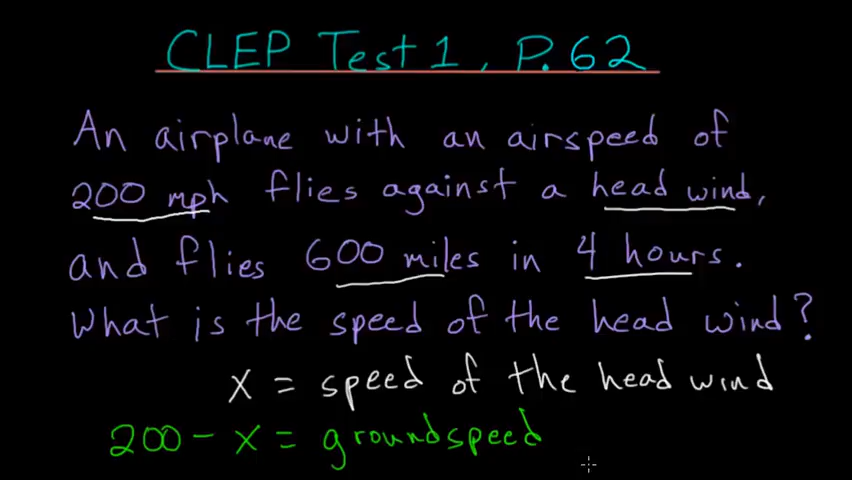 CLEP Test 1, P.62
An airplane with an airspeed of
200 mph flies against a head wind,
and flies 600 miles in 4 hours.
What is the speed of the head wind?
x = speed of the head wind
200 - x = groundspeed